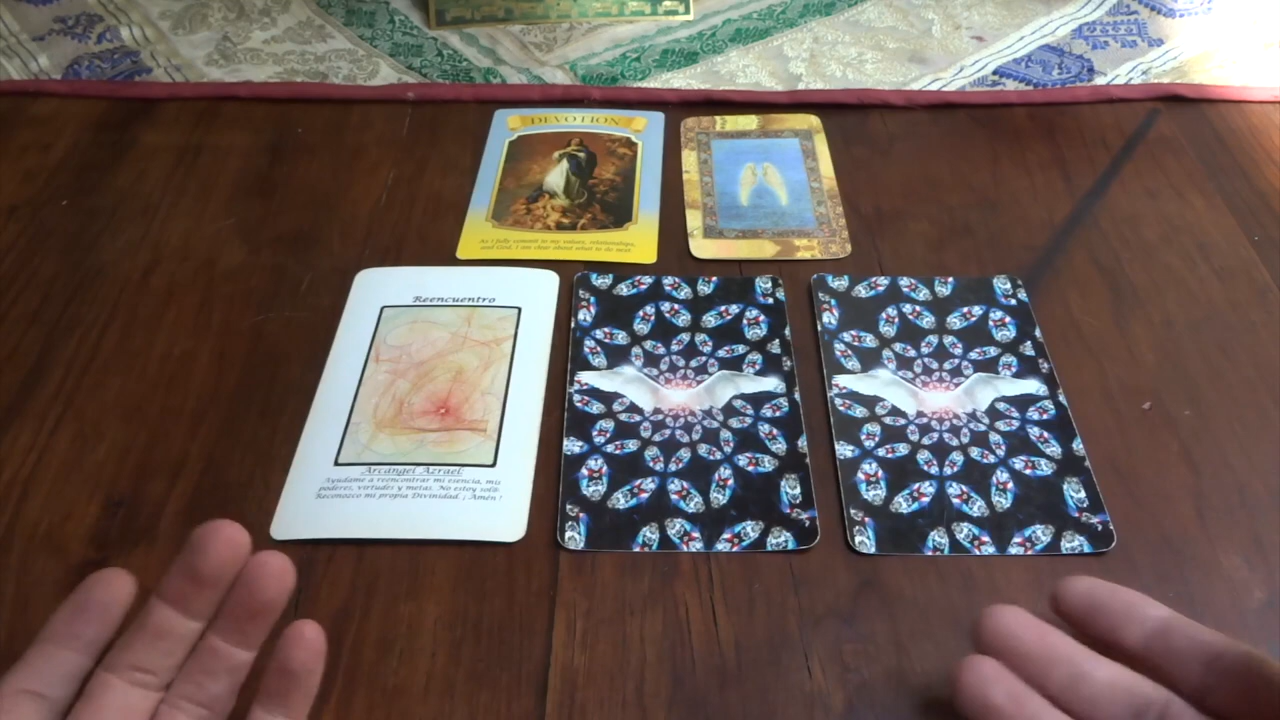 DEVOTION
As I fully commit to my values, relationships,
and God, I am clear about what to do next.
Reencuentro
Arcángel Azrael:
Ayúdame a reencontrar mi esencia, mis
poderes, virtudes y metas. No estoy sol@.
Reconozco mi propia Divinidad. ¡ Amén !